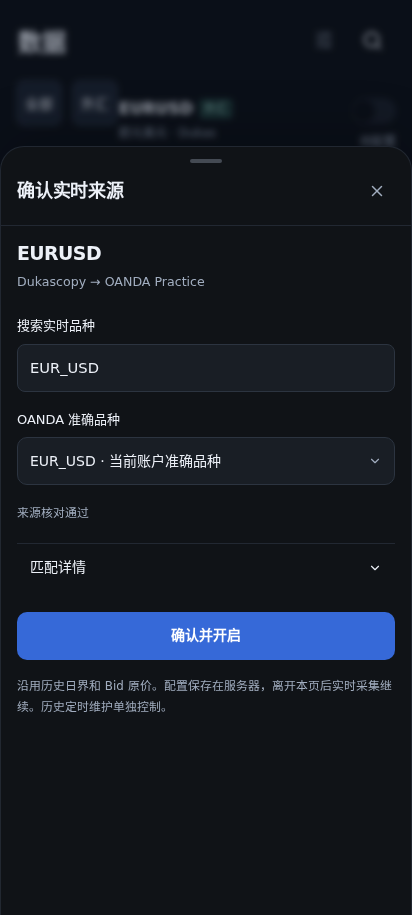 数据
EURUSD
确认实时来源
EURUSD
Dukascopy → OANDA Practice
搜索实时品种
EUR_USD
OANDA 准确品种
EUR_USD · 当前账户准确品种
来源核对通过
匹配详情
确认并开启
沿用历史日界和 Bid 原价。配置保存在服务器，离开本页后实时采集继
续。历史定时维护单独控制。